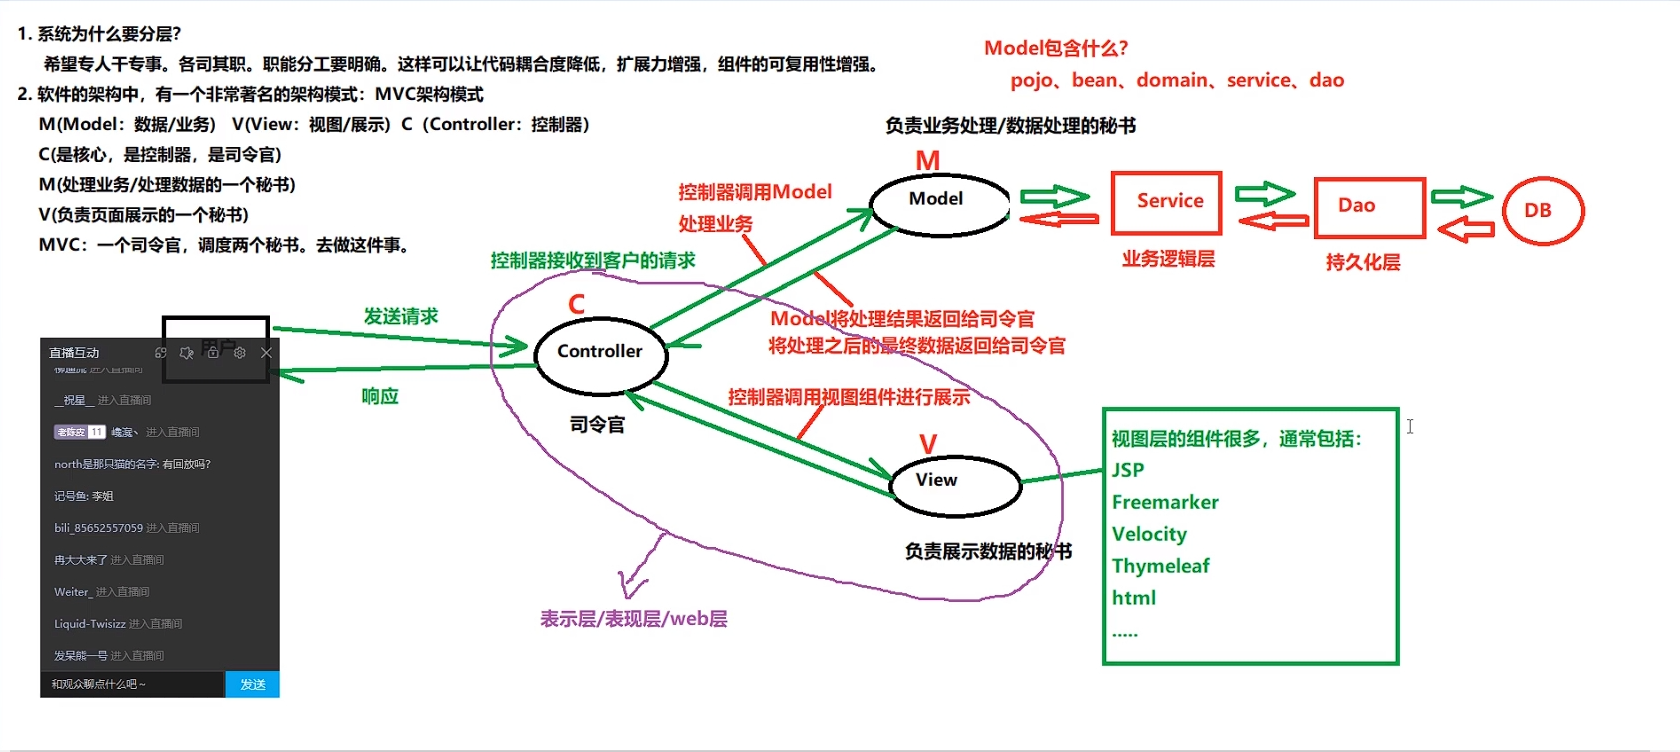 1. 系统为什么要分层？
希望专人干专事。各司其职。职能分工要明确。这样可以让代码耦合度降低，扩展力增强，组件的可复用性增强。
2. 软件的架构中，有一个非常著名的架构模式：MVC架构模式
M(Model：数据/业务) V(View：视图/展示) C（Controller：控制器）
C(是核心，是控制器，是司令官)
M(处理业务/处理数据的一个秘书)
V(负责页面展示的一个秘书)
MVC：一个司令官，调度两个秘书。去做这件事。
Model包含什么？
pojo、bean、domain、service、dao
负责业务处理/数据处理的秘书
M
Model
Service
业务逻辑层
Dao
持久化层
DB
控制器调用Model
处理业务
控制器接收到客户的请求
C
Controller
司令官
发送请求
响应
Model将处理结果返回给司令官
将处理之后的最终数据返回给司令官
控制器调用视图组件进行展示
V
View
负责展示数据的秘书
表示层/表现层/web层
视图层的组件很多，通常包括：
JSP
Freemarker
Velocity
Thymeleaf
html
.....
用户
直播互动
进入直播间
__祝星__ 进入直播间
老陈皮 11 进入直播间
north是那只猫的名字: 有回放吗?
记号鱼: 李姐
bili_85652557059 进入直播间
冉大大来了 进入直播间
Weiter_ 进入直播间
Liquid-Twisizz 进入直播间
发呆熊一号 进入直播间
和观众聊点什么吧~
发送